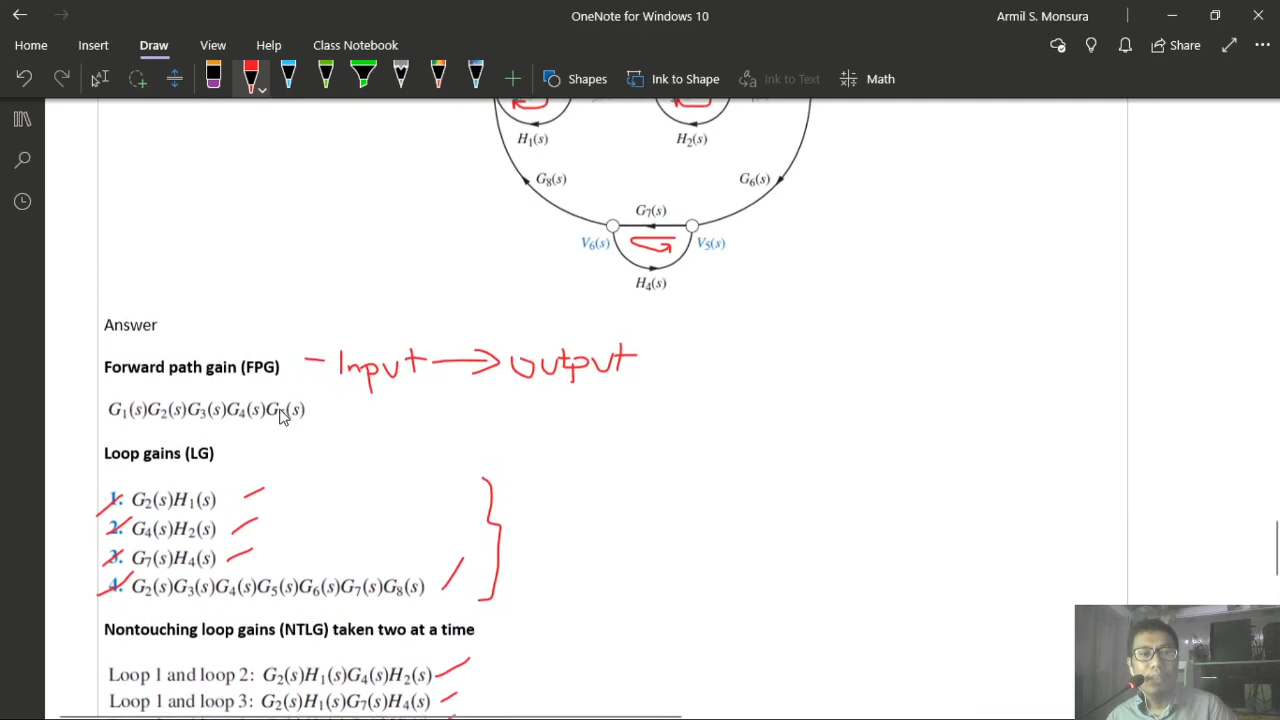 OneNote for Windows 10
Armil S. Monsura
Home Insert Draw View Help Class Notebook Share
Shapes Ink to Shape Ink to Text Math
H₁(s) H₂(s)
G₈(s) G₆(s)
G₇(s)
V₆(s) V₅(s)
H₄(s)
Answer
Forward path gain (FPG) – Input → output
G₁(s)G₂(s)G₃(s)G₄(s)G₅(s)
Loop gains (LG)
1. G₂(s)H₁(s)
2. G₄(s)H₂(s)
3. G₇(s)H₄(s)
4. G₂(s)G₃(s)G₄(s)G₅(s)G₆(s)G₇(s)G₈(s)
Nontouching loop gains (NTLG) taken two at a time
Loop 1 and loop 2: G₂(s)H₁(s)G₄(s)H₂(s)
Loop 1 and loop 3: G₂(s)H₁(s)G₇(s)H₄(s)